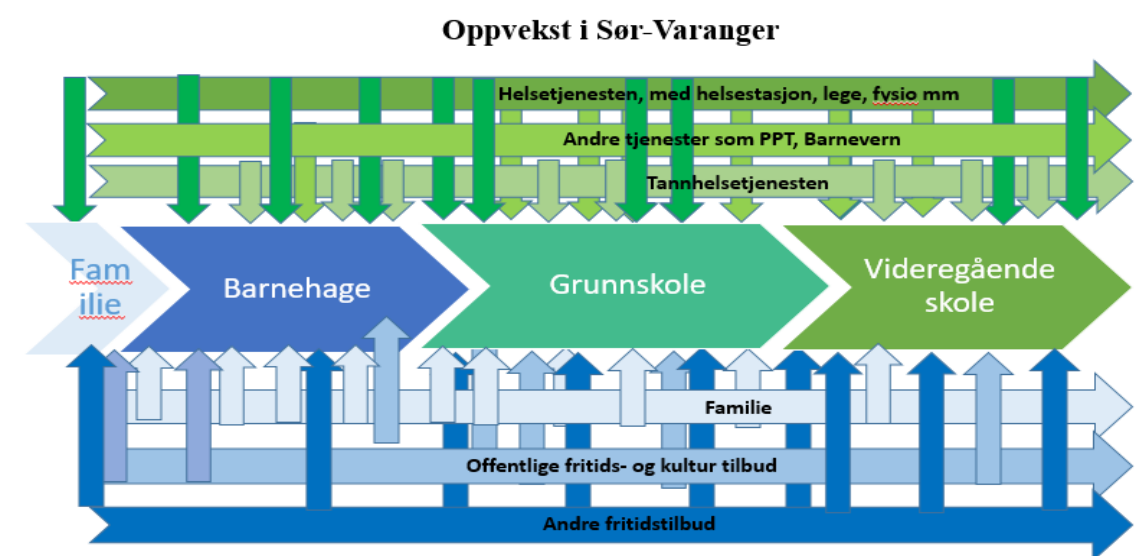 Oppvekst i Sør-Varanger
Helsetjenesten, med helsestasjon, lege, fysio mm
Andre tjenester som PPT, Barnevern
Tannhelsetjenesten
Fam
ilie
Barnehage
Grunnskole
Videregående
skole
Familie
Offentlige fritids- og kultur tilbud
Andre fritidstilbud